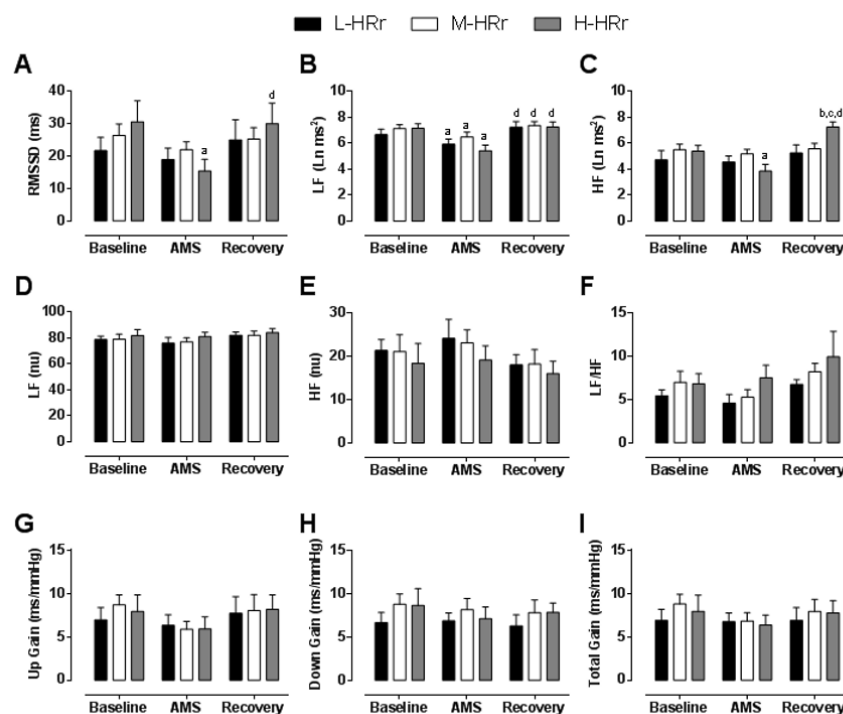 L-HRr M-HRr H-HRr
A
RMSSD (ms)
40
30
20
10
0
a
d
Baseline AMS Recovery
B
LF (Ln ms²)
10
8
6
4
2
0
a a a
d d d
Baseline AMS Recovery
C
HF (Ln ms²)
10
8
6
4
2
0
a
b,c,d
Baseline AMS Recovery
D
LF (nu)
100
80
60
40
20
0
Baseline AMS Recovery
E
HF (nu)
30
20
10
0
Baseline AMS Recovery
F
LF/HF
15
10
5
0
Baseline AMS Recovery
G
Up Gain (ms/mmHg)
15
10
5
0
Baseline AMS Recovery
H
Down Gain (ms/mmHg)
15
10
5
0
Baseline AMS Recovery
I
Total Gain (ms/mmHg)
15
10
5
0
Baseline AMS Recovery